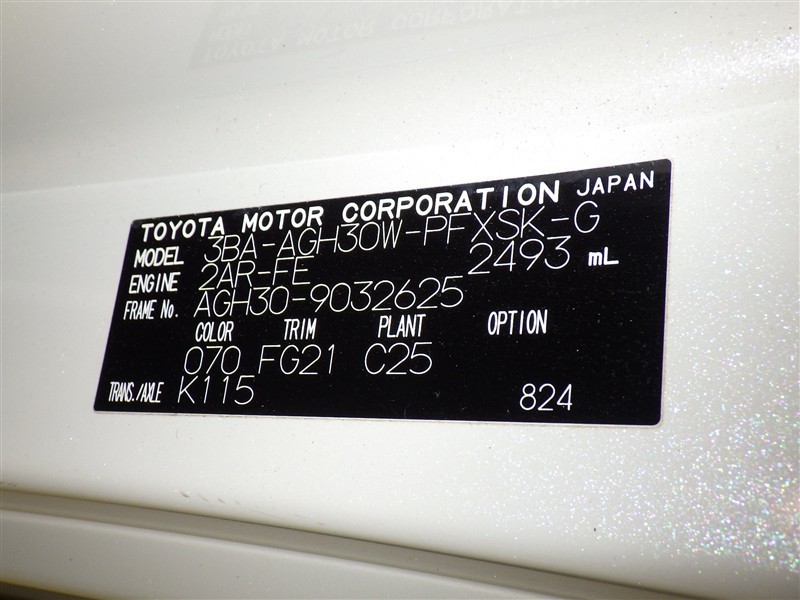 TOYOTA MOTOR CORPORATION JAPAN
MODEL 3BA-AGH30W-PFXSK-G
ENGINE 2AR-FE 2493 mL
FRAME No. AGH30-9032625
COLOR TRIM PLANT OPTION
070 FG21 C25
TRANS./AXLE K115 824